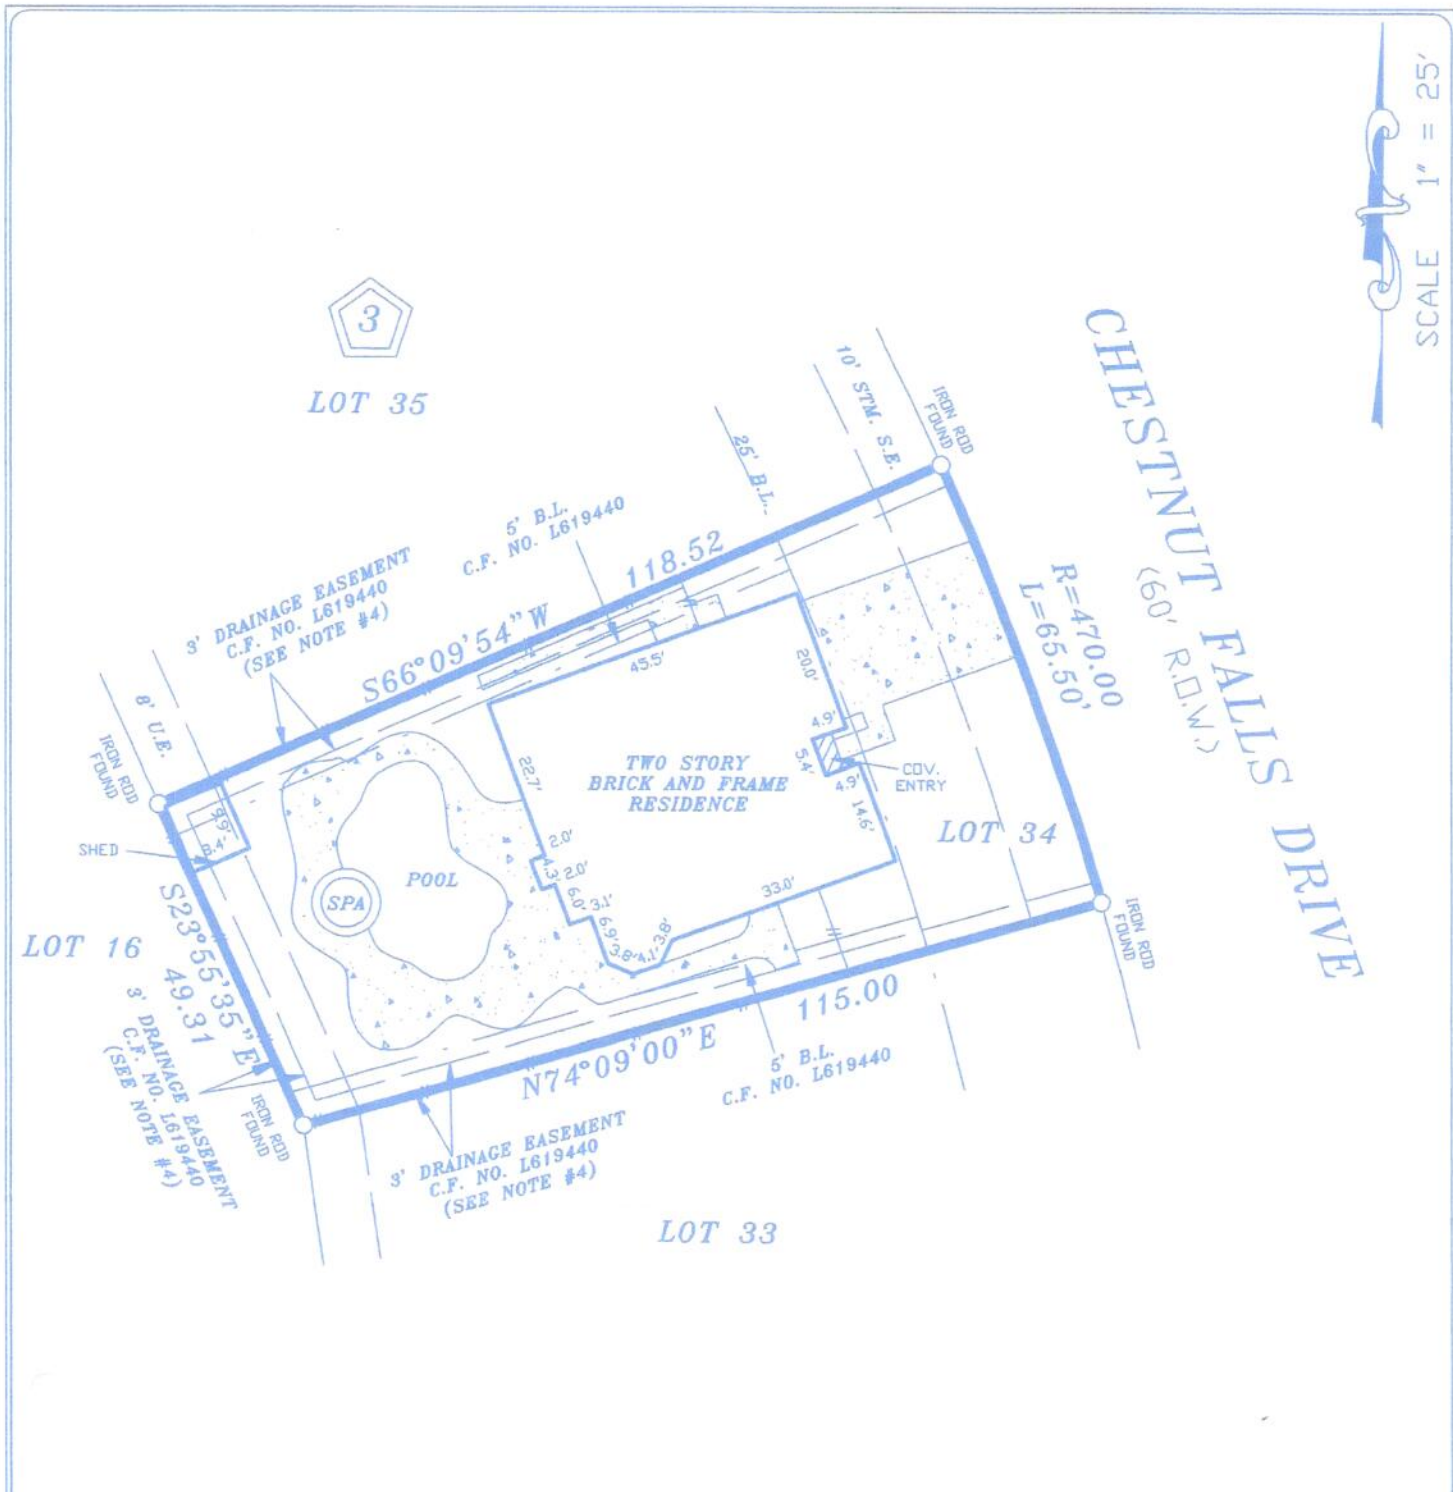 SCALE 1" = 25'
3
LOT 35
CHESTNUT FALLS DRIVE
(60' R.O.W.)
10' STM. S.E.
IRON ROD
FOUND
25' B.L.
5' B.L.
C.F. NO. L619440
118.52
R=470.00
L=65.50'
3' DRAINAGE EASEMENT
C.F. NO. L619440
(SEE NOTE #4)
S66°09'54"W
45.5'
20.0'
8' U.E.
IRON ROD
FOUND
4.9'
5.4'
4.9'
COV.
ENTRY
TWO STORY
BRICK AND FRAME
RESIDENCE
22.7'
14.6'
LOT 34
SHED
9.9'
8.4'
2.0'
4.3'
2.0'
6.0'
3.1'
6.9'
3.8'
4.1'
3.8'
33.0'
POOL
SPA
LOT 16
S23°55'35"E
49.31
IRON ROD
FOUND
3' DRAINAGE EASEMENT
C.F. NO. L619440
(SEE NOTE #4)
IRON ROD
FOUND
115.00
N74°09'00"E
5' B.L.
C.F. NO. L619440
3' DRAINAGE EASEMENT
C.F. NO. L619440
(SEE NOTE #4)
LOT 33